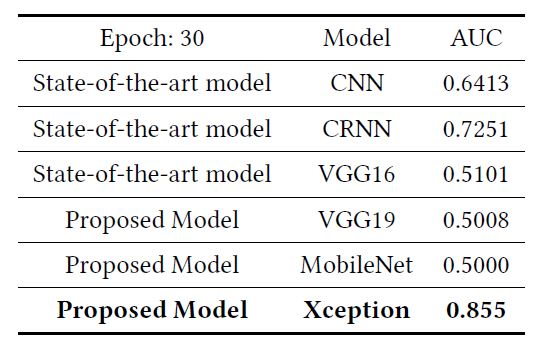 Epoch: 30 Model AUC
State-of-the-art model CNN 0.6413
State-of-the-art model CRNN 0.7251
State-of-the-art model VGG16 0.5101
Proposed Model VGG19 0.5008
Proposed Model MobileNet 0.5000
Proposed Model Xception 0.855